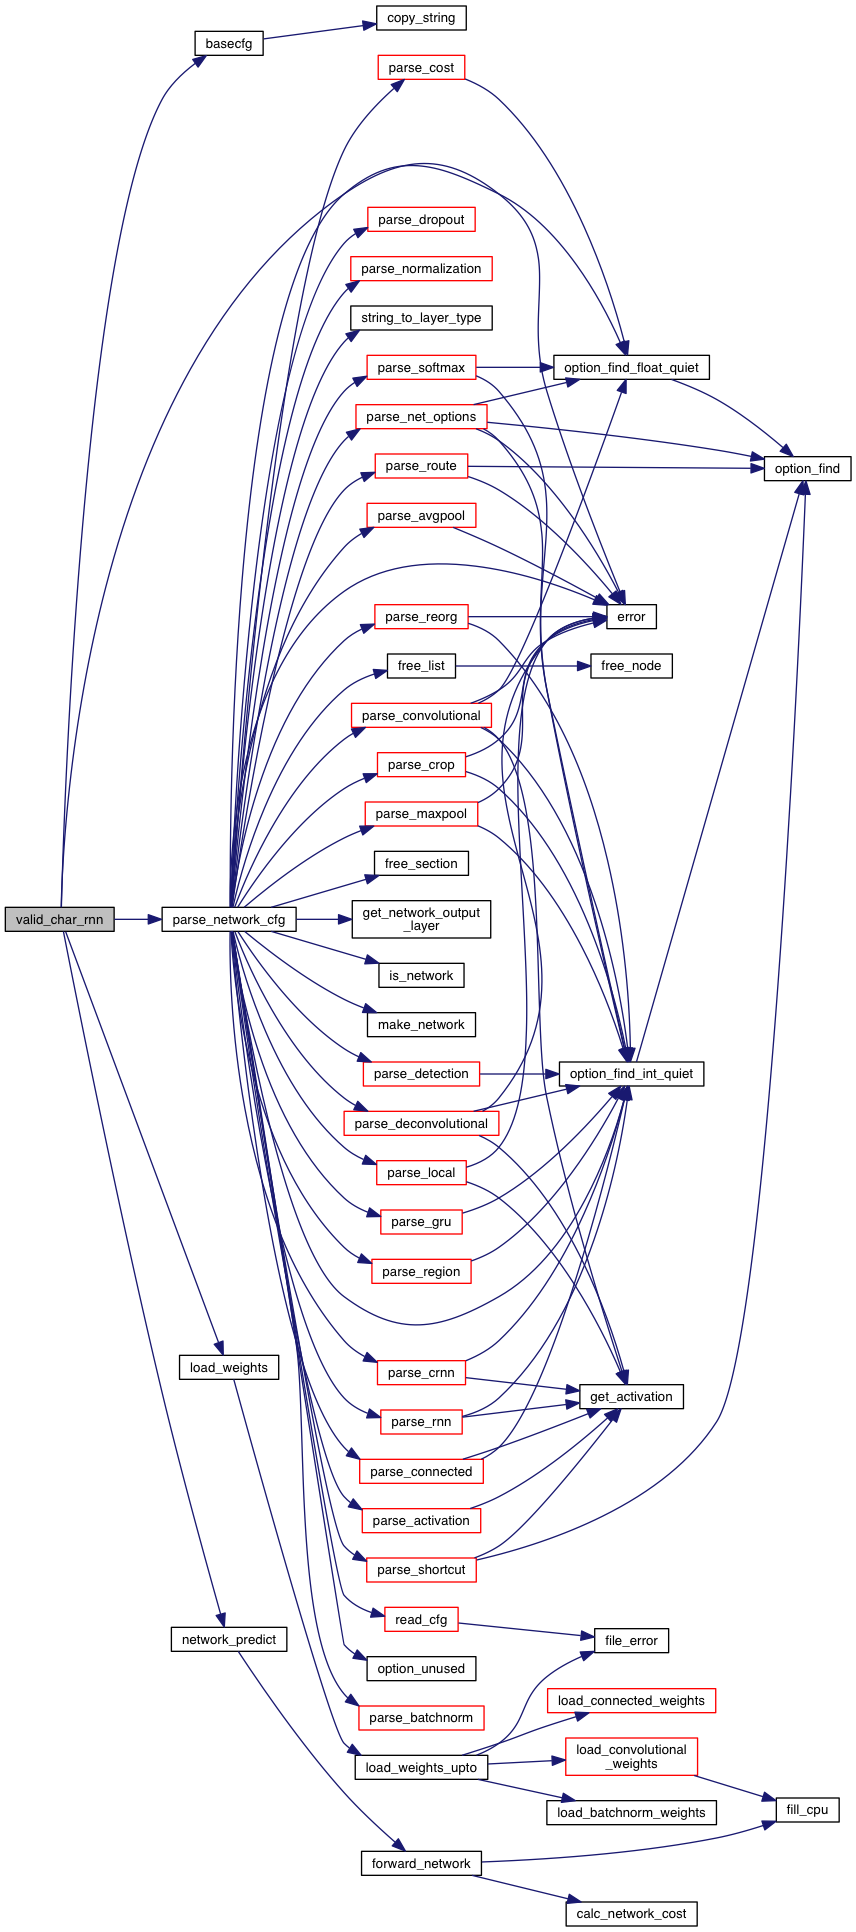 copy_string
basecfg
parse_cost
parse_dropout
parse_normalization
string_to_layer_type
parse_softmax
option_find_float_quiet
parse_net_options
parse_route
option_find
parse_avgpool
parse_reorg
error
free_list
free_node
parse_convolutional
parse_crop
parse_maxpool
free_section
valid_char_rnn
parse_network_cfg
get_network_output
_layer
is_network
make_network
parse_detection
option_find_int_quiet
parse_deconvolutional
parse_local
parse_gru
parse_region
load_weights
parse_crnn
get_activation
parse_rnn
parse_connected
parse_activation
parse_shortcut
read_cfg
network_predict
file_error
option_unused
load_connected_weights
parse_batchnorm
load_convolutional
_weights
load_weights_upto
load_batchnorm_weights
fill_cpu
forward_network
calc_network_cost